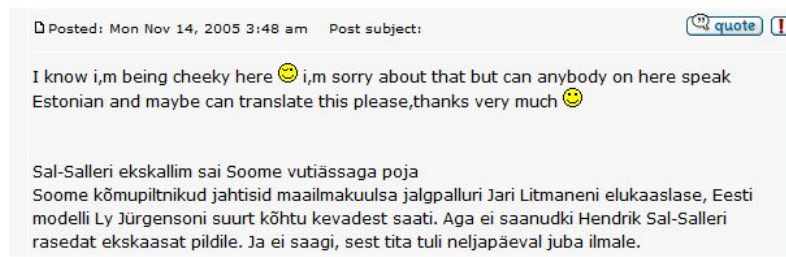 Posted: Mon Nov 14, 2005 3:48 am Post subject: quote
I know i,m being cheeky here i,m sorry about that but can anybody on here speak
Estonian and maybe can translate this please,thanks very much
Sal-Salleri ekskallim sai Soome vutiässaga poja
Soome kõmupiltnikud jahtisid maailmakuulsa jalgpalluri Jari Litmaneni elukaaslase, Eesti
modelli Ly Jürgensoni suurt kõhtu kevadest saati. Aga ei saanudki Hendrik Sal-Salleri
rasedat ekskaasat pildile. Ja ei saagi, sest tita tuli neljapäeval juba ilmale.